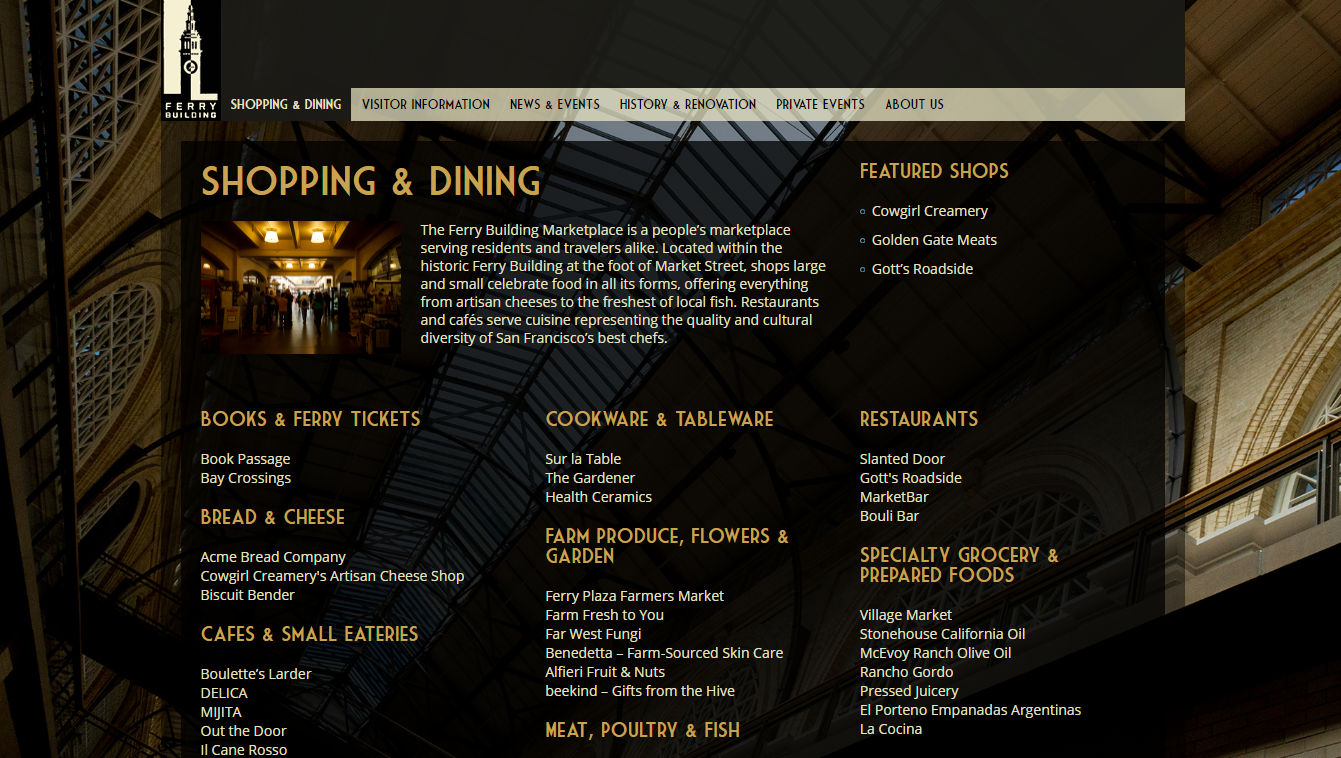 FERRY
BUILDING
SHOPPING & DINING
VISITOR INFORMATION
NEWS & EVENTS
HISTORY & RENOVATION
PRIVATE EVENTS
ABOUT US
SHOPPING & DINING
The Ferry Building Marketplace is a people’s marketplace
serving residents and travelers alike. Located within the
historic Ferry Building at the foot of Market Street, shops large
and small celebrate food in all its forms, offering everything
from artisan cheeses to the freshest of local fish. Restaurants
and cafés serve cuisine representing the quality and cultural
diversity of San Francisco’s best chefs.
FEATURED SHOPS
Cowgirl Creamery
Golden Gate Meats
Gott’s Roadside
BOOKS & FERRY TICKETS
Book Passage
Bay Crossings
BREAD & CHEESE
Acme Bread Company
Cowgirl Creamery's Artisan Cheese Shop
Biscuit Bender
CAFES & SMALL EATERIES
Boulette’s Larder
DELICA
MIJITA
Out the Door
Il Cane Rosso
COOKWARE & TABLEWARE
Sur la Table
The Gardener
Health Ceramics
FARM PRODUCE, FLOWERS &
GARDEN
Ferry Plaza Farmers Market
Farm Fresh to You
Far West Fungi
Benedetta – Farm-Sourced Skin Care
Alfieri Fruit & Nuts
beekind – Gifts from the Hive
MEAT, POULTRY & FISH
RESTAURANTS
Slanted Door
Gott's Roadside
MarketBar
Bouli Bar
SPECIALTY GROCERY &
PREPARED FOODS
Village Market
Stonehouse California Oil
McEvoy Ranch Olive Oil
Rancho Gordo
Pressed Juicery
El Porteno Empanadas Argentinas
La Cocina